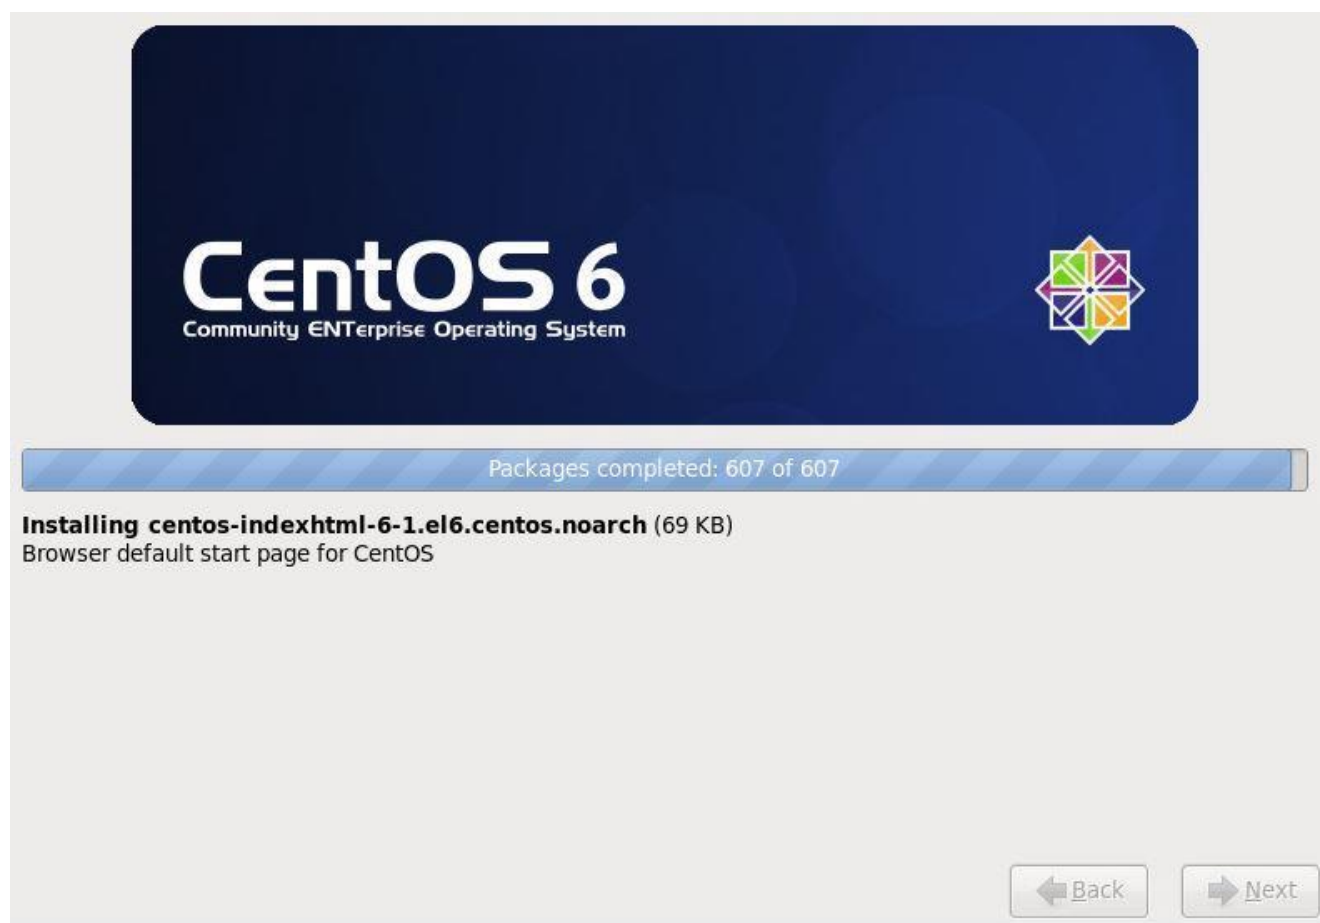 CentOS 6
Community ENTerprise Operating System
Packages completed: 607 of 607
Installing centos-indexhtml-6-1.el6.centos.noarch (69 KB)
Browser default start page for CentOS
Back
Next